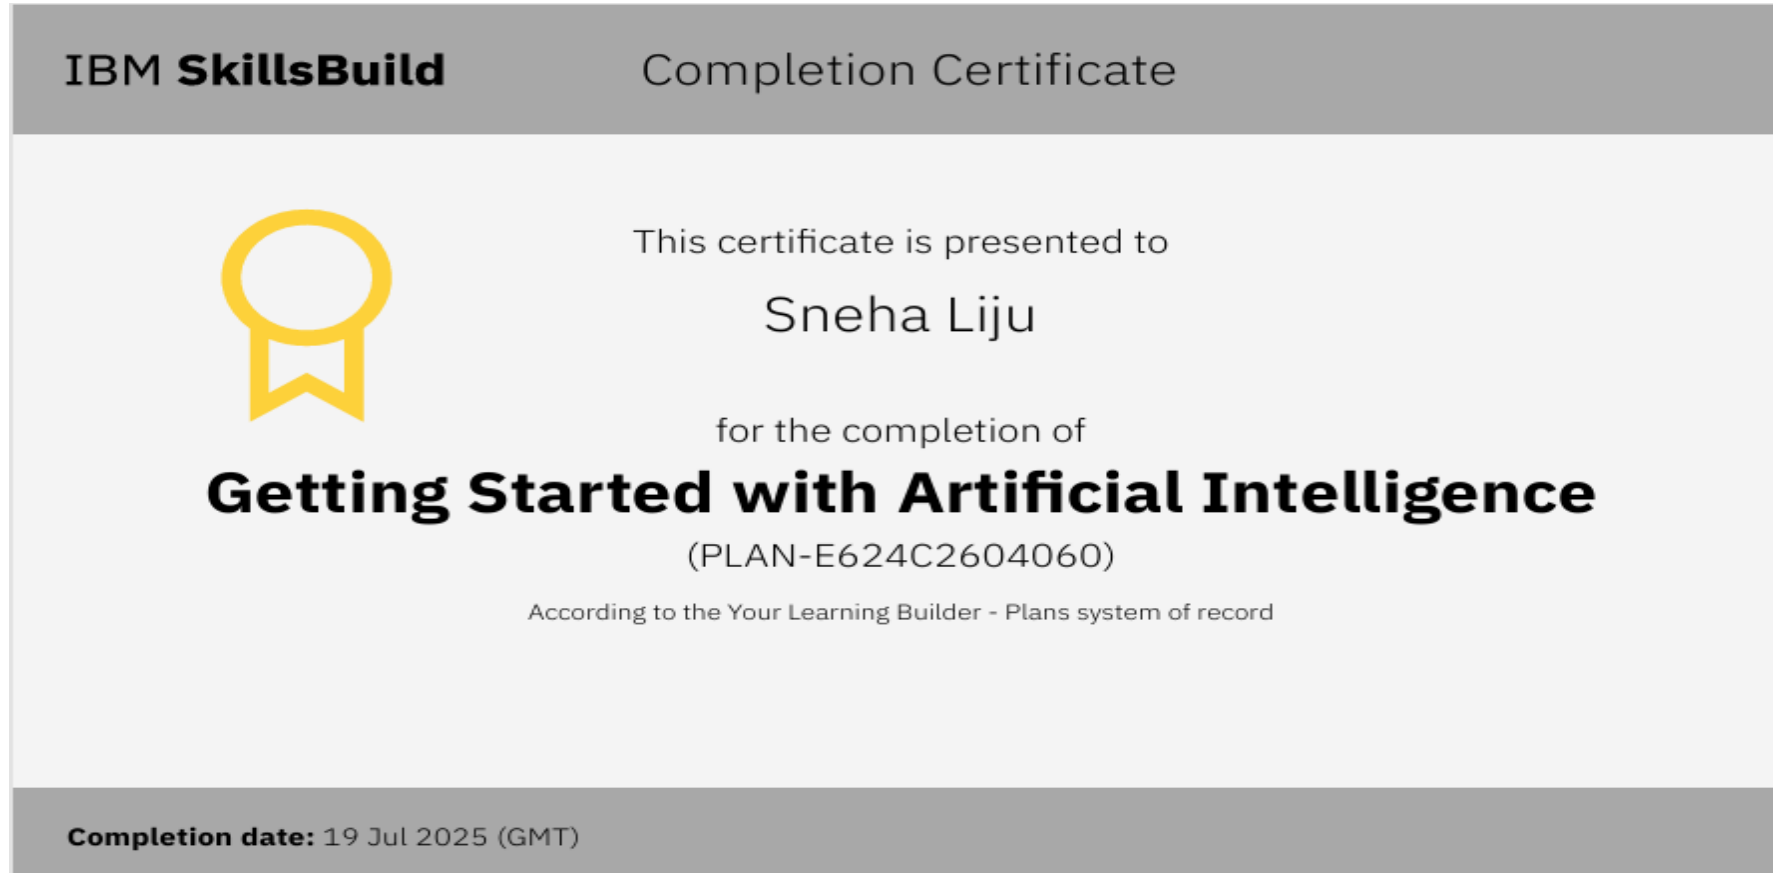 IBM SkillsBuild
Completion Certificate
This certificate is presented to
Sneha Liju
for the completion of
Getting Started with Artificial Intelligence
(PLAN-E624C2604060)
According to the Your Learning Builder - Plans system of record
Completion date: 19 Jul 2025 (GMT)